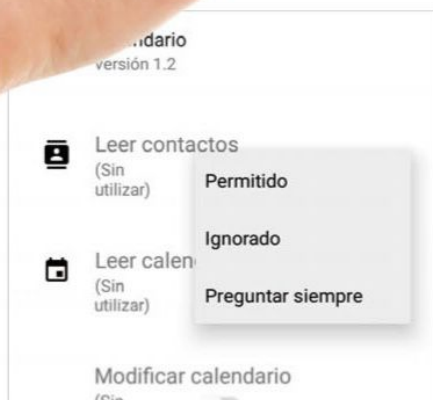 versión 1.2
Leer contactos
(Sin
utilizar)
Permitido
Ignorado
Leer
(Sin
utilizar)
Preguntar siempre
Modificar calendario